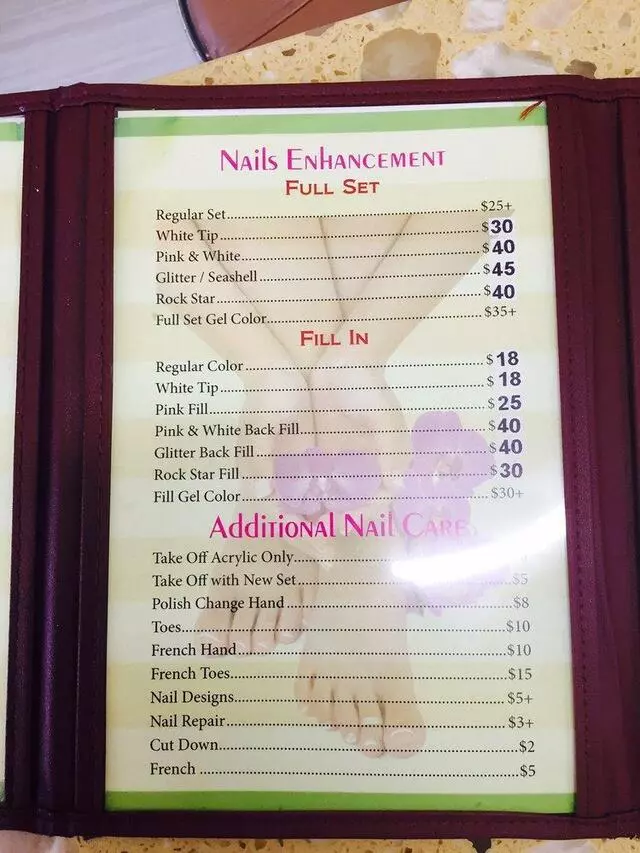 Nails Enhancement
Full Set
Regular Set $25+
White Tip $30
Pink & White $40
Glitter / Seashell $45
Rock Star $40
Full Set Gel Color $35+
Fill In
Regular Color $18
White Tip $18
Pink Fill $25
Pink & White Back Fill $40
Glitter Back Fill $40
Rock Star Fill $30
Fill Gel Color $30+
Additional Nail Care
Take Off Acrylic Only
Take Off with New Set $5
Polish Change Hand $8
Toes $10
French Hand $10
French Toes $15
Nail Designs $5+
Nail Repair $3+
Cut Down $2
French $5